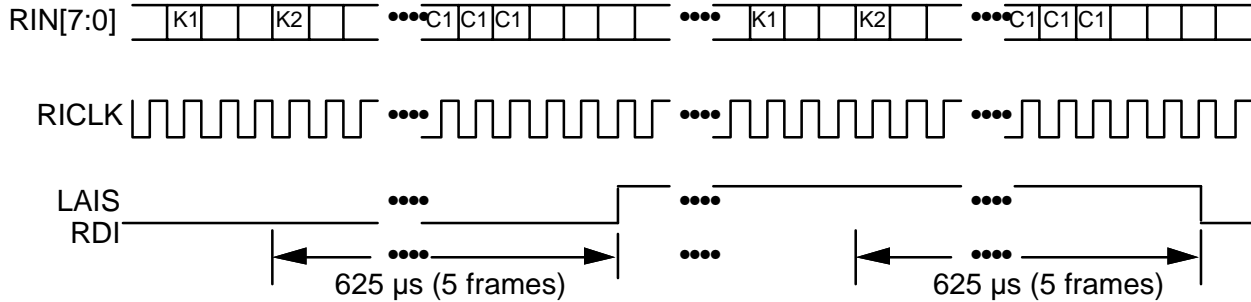 RIN[7:0] K1 K2 C1 C1 C1 K1 K2 C1 C1 C1
RICLK
LAIS
RDI
625 µs (5 frames) 625 µs (5 frames)